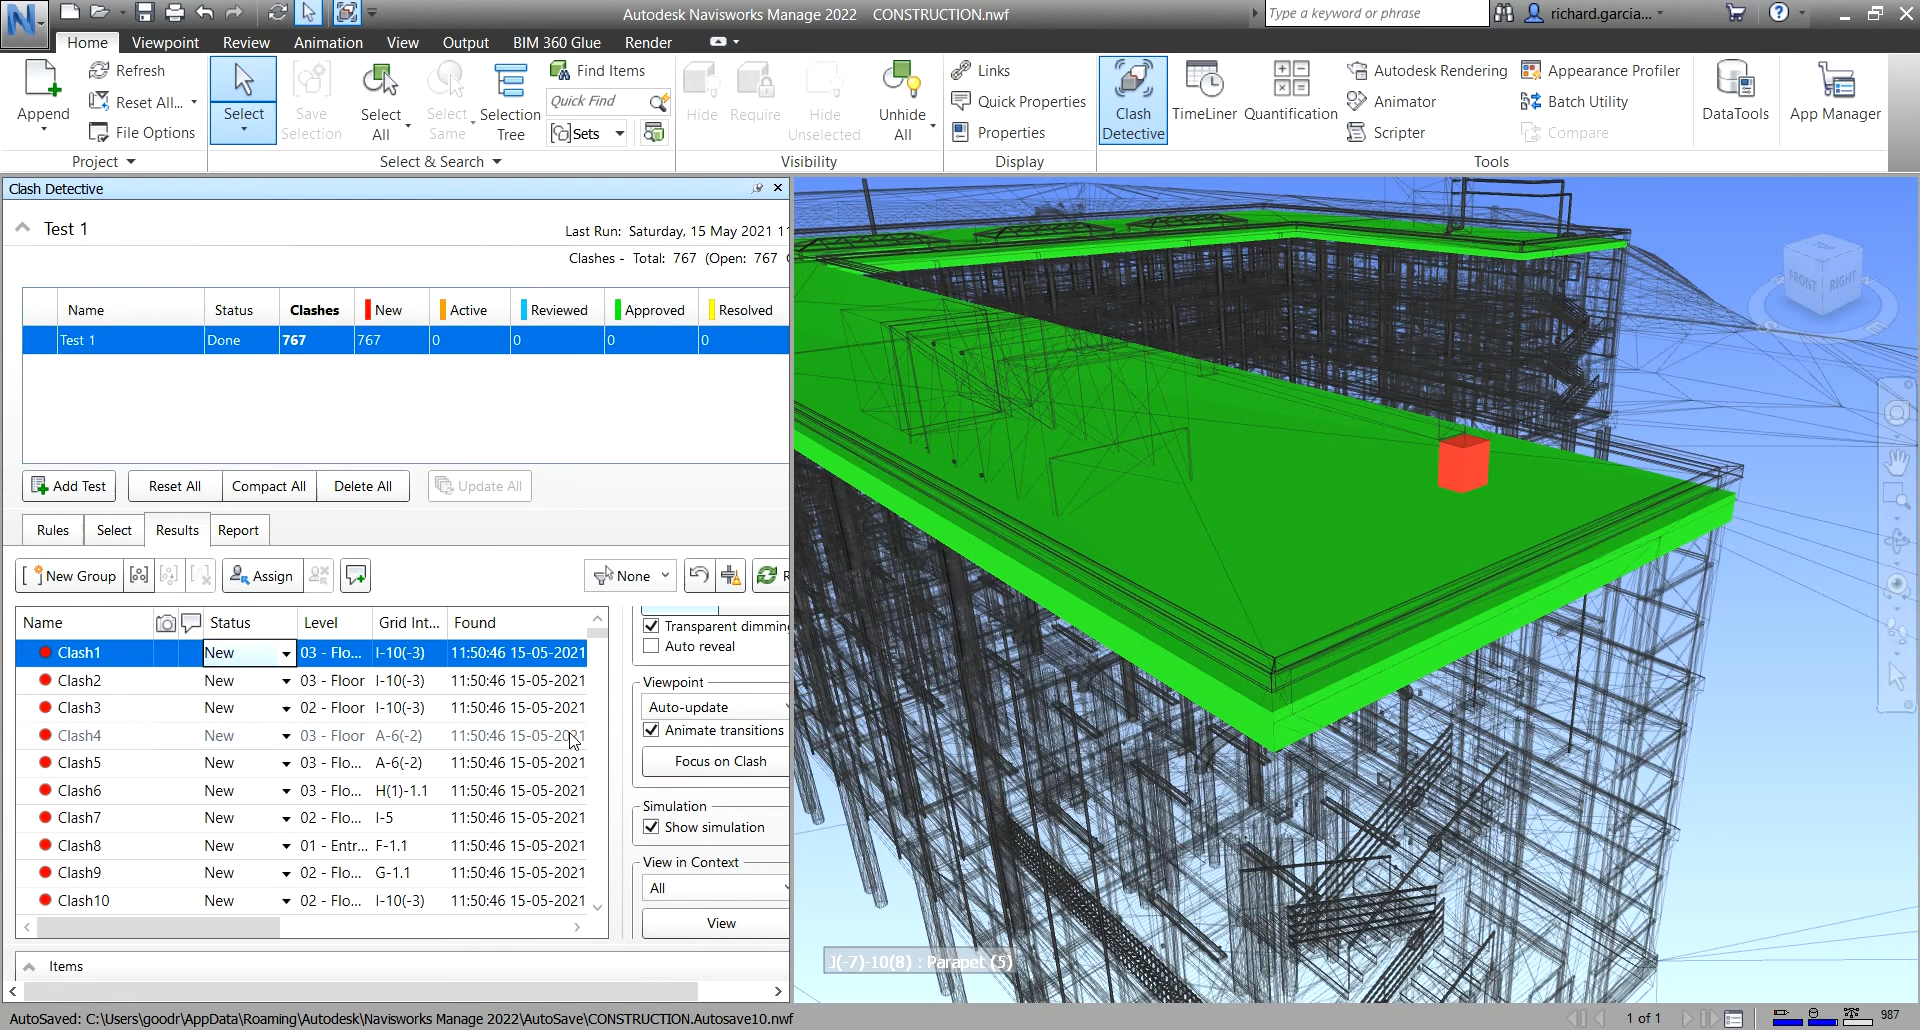 Autodesk Navisworks Manage 2022 CONSTRUCTION.nwf
Type a keyword or phrase
richard.garcia...
Home Viewpoint Review Animation View Output BIM 360 Glue Render
Append
Refresh
Reset All...
File Options
Project
Select
Save Selection
Select All
Select Same
Selection Tree
Find Items
Quick Find
Sets
Select & Search
Hide
Require
Hide Unselected
Unhide All
Visibility
Links
Quick Properties
Properties
Display
Clash Detective
TimeLiner
Quantification
Autodesk Rendering
Animator
Scripter
Appearance Profiler
Batch Utility
Compare
Tools
DataTools
App Manager
Clash Detective
Test 1
Last Run: Saturday, 15 May 2021 11
Clashes - Total: 767 (Open: 767
Name Status Clashes New Active Reviewed Approved Resolved
Test 1 Done 767 767 0 0 0 0
Add Test Reset All Compact All Delete All Update All
Rules Select Results Report
New Group Assign None R
Name Status Level Grid Int... Found
Clash1 New 03 - Flo... I-10(-3) 11:50:46 15-05-2021
Clash2 New 03 - Floor I-10(-3) 11:50:46 15-05-2021
Clash3 New 02 - Floor I-10(-3) 11:50:46 15-05-2021
Clash4 New 03 - Floor A-6(-2) 11:50:46 15-05-2021
Clash5 New 03 - Flo... A-6(-2) 11:50:46 15-05-2021
Clash6 New 03 - Flo... H(1)-1.1 11:50:46 15-05-2021
Clash7 New 02 - Flo... I-5 11:50:46 15-05-2021
Clash8 New 01 - Entr... F-1.1 11:50:46 15-05-2021
Clash9 New 02 - Flo... G-1.1 11:50:46 15-05-2021
Clash10 New 02 - Flo... I-10(-3) 11:50:46 15-05-2021
Transparent dimming
Auto reveal
Viewpoint
Auto-update
Animate transitions
Focus on Clash
Simulation
Show simulation
View in Context
All
View
Items
FRONT RIGHT
J(-7)-10(8) : Parapet (5)
AutoSaved: C:\Users\goodr\AppData\Roaming\Autodesk\Navisworks Manage 2022\AutoSave\CONSTRUCTION.Autosave10.nwf
1 of 1
987